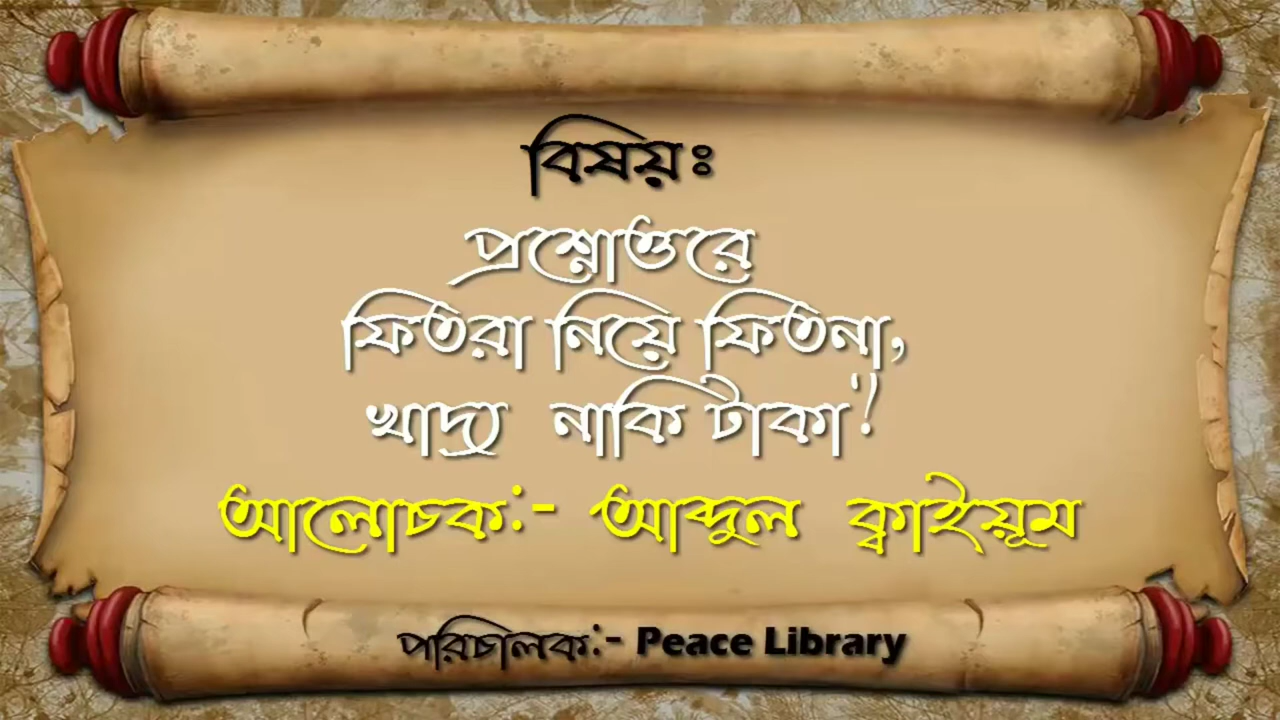 বিষয়ঃ
প্রশ্নোত্তরে
ফিতরা নিয়ে ফিতনা,
খাদ্য নাকি টাকা?
আলোচক:- আব্দুল ক্বাইয়ূম
পরিচালক:- Peace Library